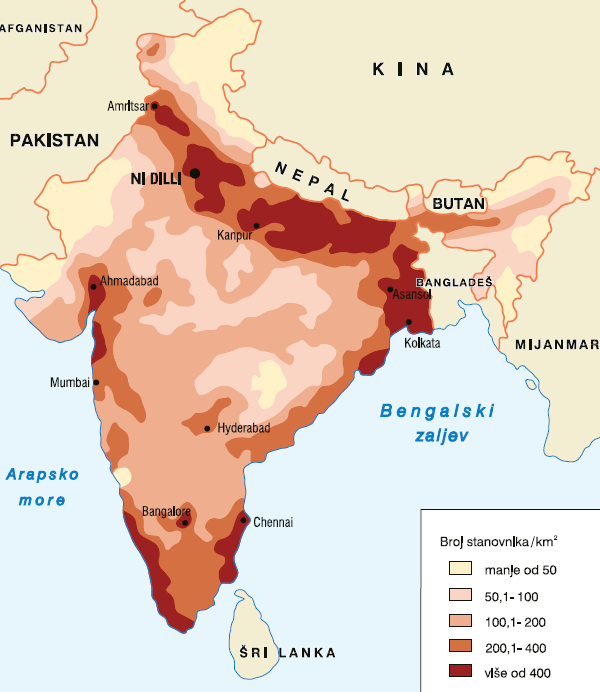 AFGANISTAN
KINA
Amritsar
PAKISTAN
NI DILLI
NEPAL
BUTAN
Kanpur
Ahmadabad
BANGLADEŠ
Asansol
Kolkata
MIJANMAR
Mumbai
Bengalski
zaljev
Hyderabad
Arapsko
more
Bangalore
Chennai
Broj stanovnika/km²
manje od 50
50,1- 100
100,1- 200
200,1- 400
više od 400
ŠRI LANKA